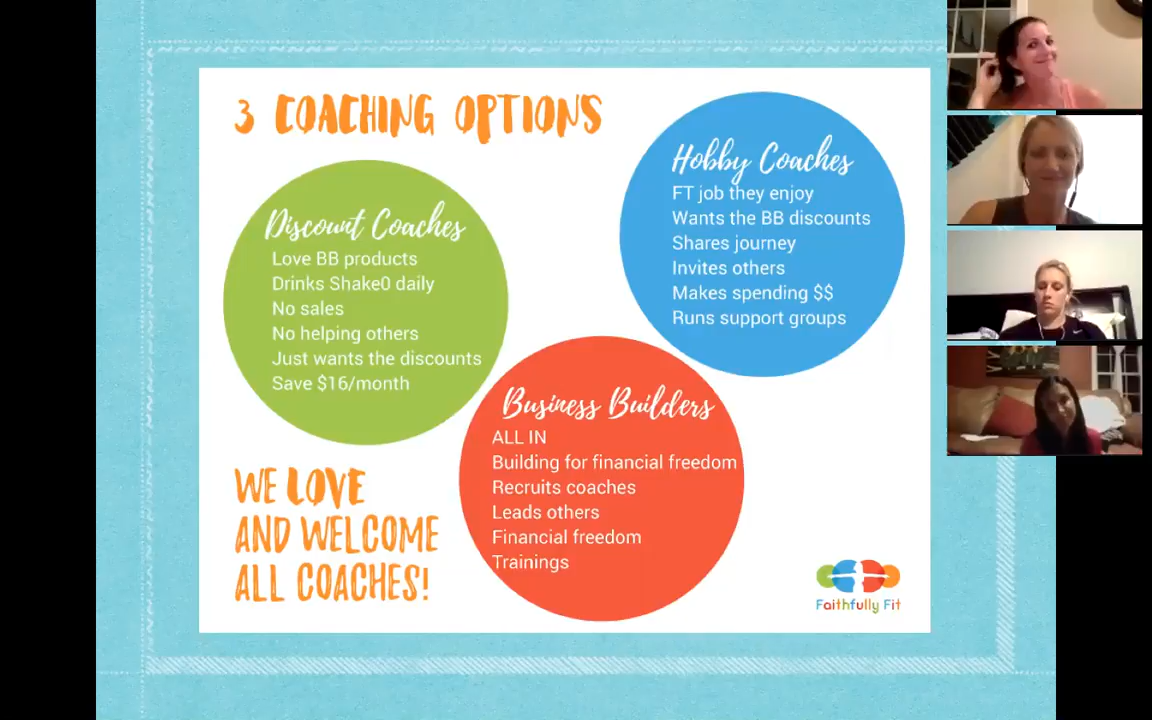 3 COACHING OPTIONS
Discount Coaches
Love BB products
Drinks Shake0 daily
No sales
No helping others
Just wants the discounts
Save $16/month
Hobby Coaches
FT job they enjoy
Wants the BB discounts
Shares journey
Invites others
Makes spending $$
Runs support groups
Business Builders
ALL IN
Building for financial freedom
Recruits coaches
Leads others
Financial freedom
Trainings
WE LOVE
AND WELCOME
ALL COACHES!
Faithfully Fit